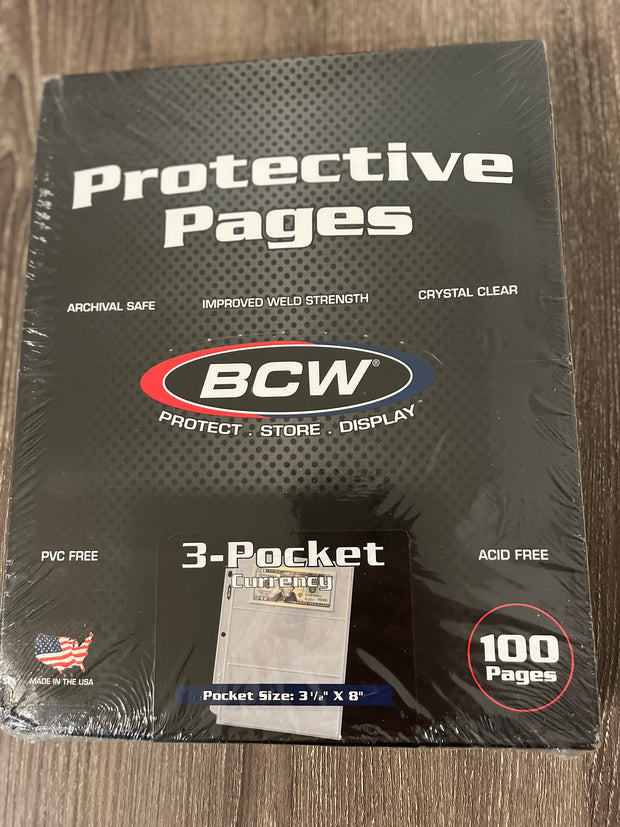 Protective
Pages
ARCHIVAL SAFE
IMPROVED WELD STRENGTH
CRYSTAL CLEAR
BCW®
PROTECT . STORE . DISPLAY
PVC FREE
3-Pocket
Currency
ACID FREE
MADE IN THE USA
Pocket Size: 3 1/2" X 8"
100
Pages